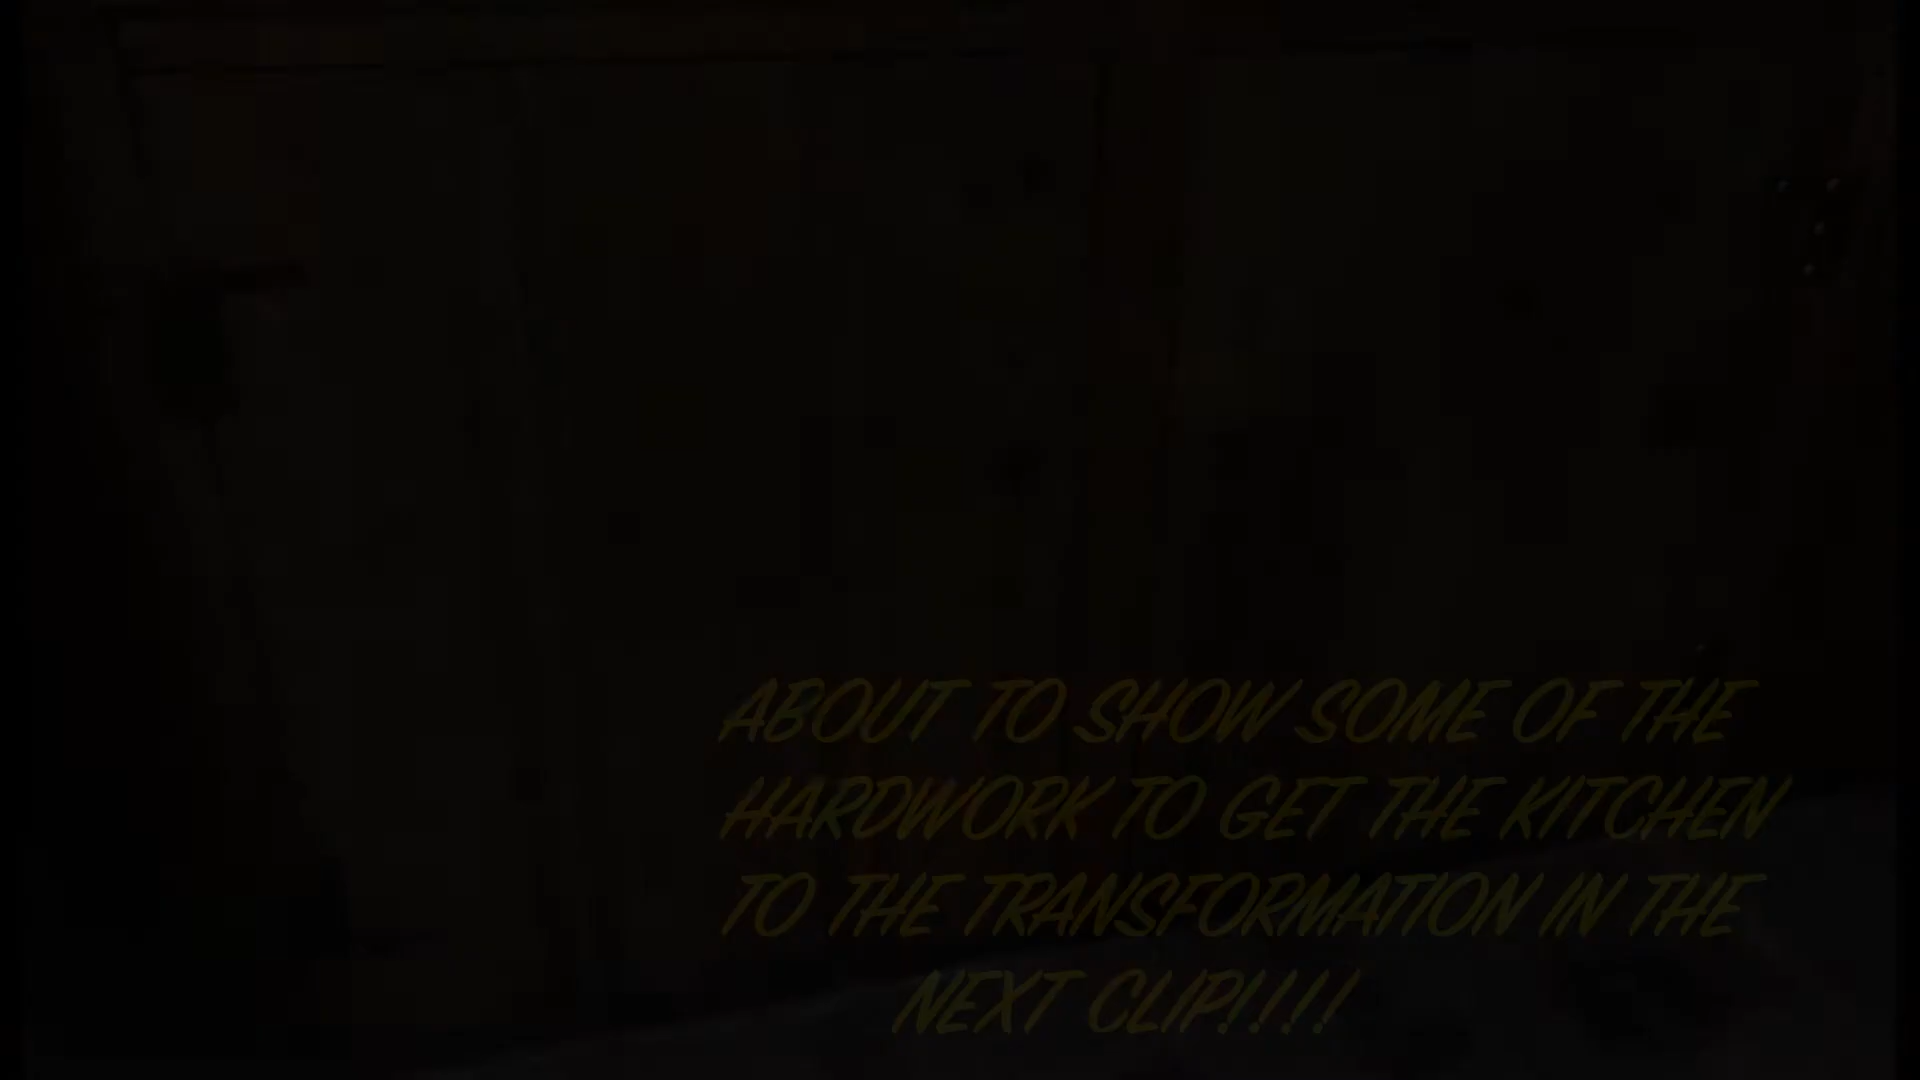 ABOUT TO SHOW SOME OF THE
HARDWORK TO GET THE KITCHEN
TO THE TRANSFORMATION IN THE
NEXT CLIP!!!!